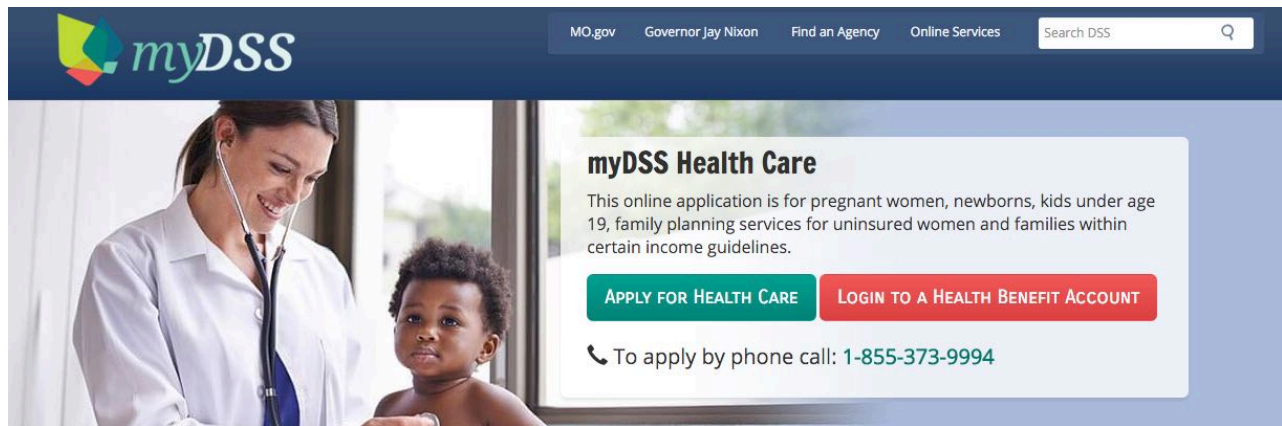 myDSS
MO.gov Governor Jay Nixon Find an Agency Online Services Search DSS
myDSS Health Care
This online application is for pregnant women, newborns, kids under age
19, family planning services for uninsured women and families within
certain income guidelines.
APPLY FOR HEALTH CARE LOGIN TO A HEALTH BENEFIT ACCOUNT
To apply by phone call: 1-855-373-9994